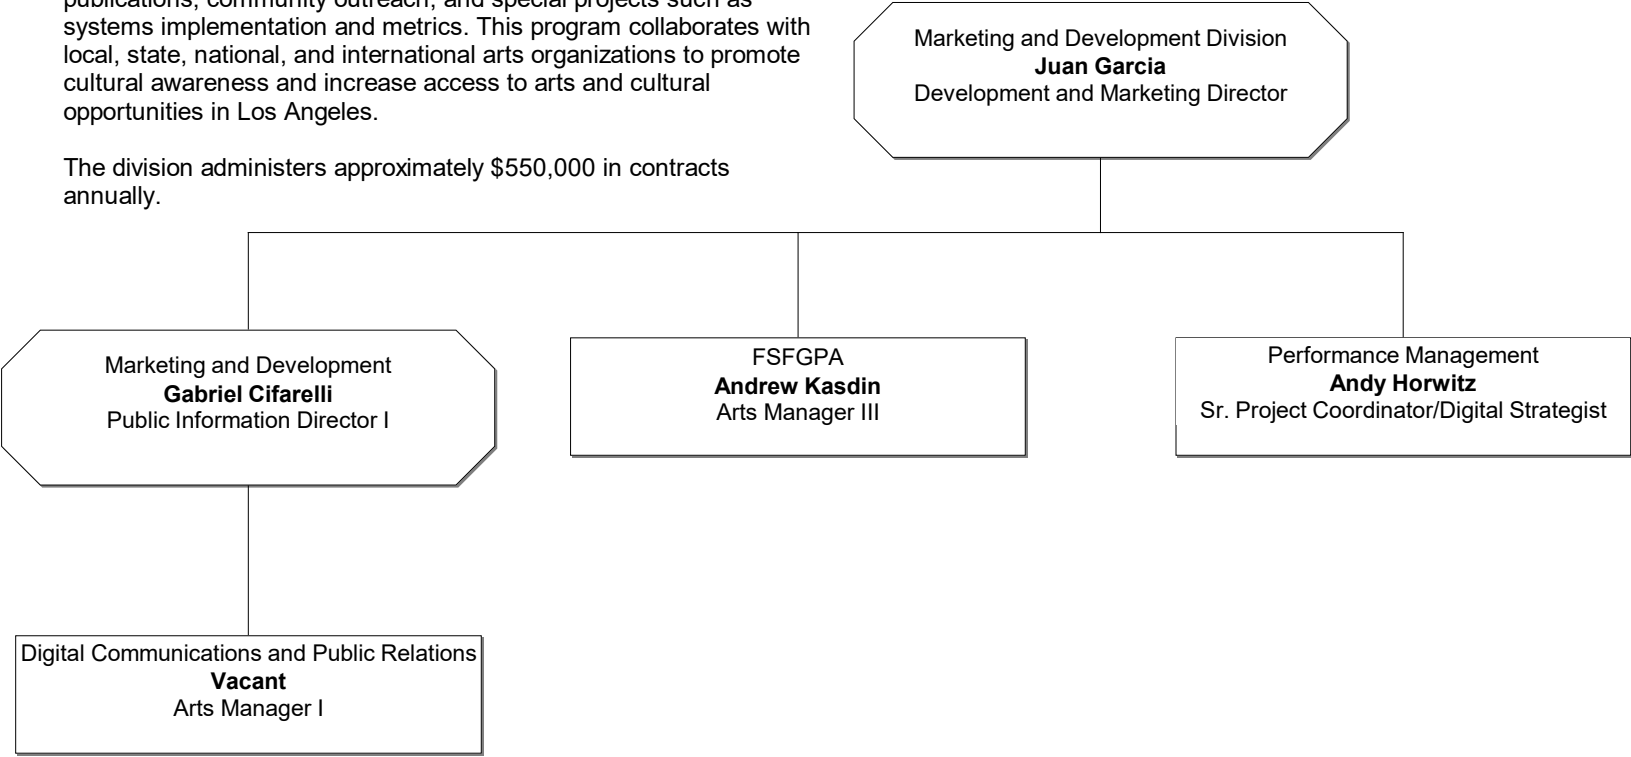 publications, community outreach, and special projects such as
systems implementation and metrics. This program collaborates with
local, state, national, and international arts organizations to promote
cultural awareness and increase access to arts and cultural
opportunities in Los Angeles.
The division administers approximately $550,000 in contracts
annually.
Marketing and Development Division
Juan Garcia
Development and Marketing Director
Marketing and Development
Gabriel Cifarelli
Public Information Director I
FSFGPA
Andrew Kasdin
Arts Manager III
Performance Management
Andy Horwitz
Sr. Project Coordinator/Digital Strategist
Digital Communications and Public Relations
Vacant
Arts Manager I